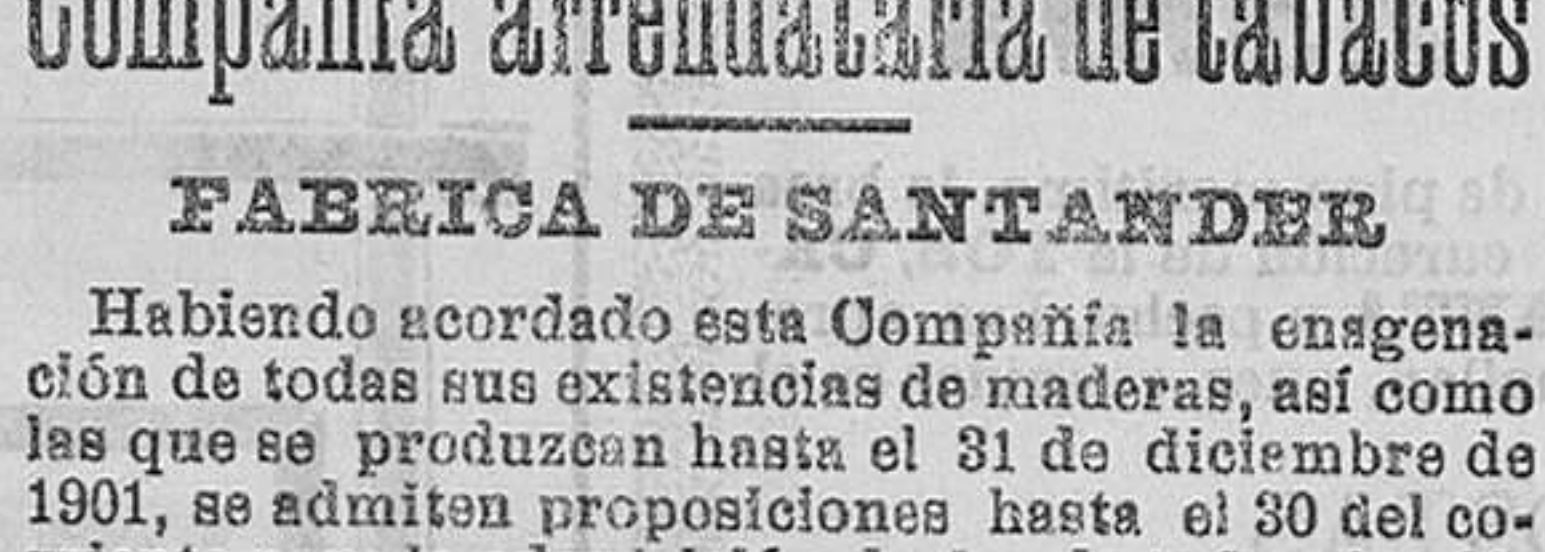 Compañía arrendataria de tabacos
FABRICA DE SANTANDER
Habiendo acordado esta Compañía la enagena-
ción de todas sus existencias de maderas, así como
las que se produzcan hasta el 31 de diciembre de
1901, se admiten proposiciones hasta el 30 del co-